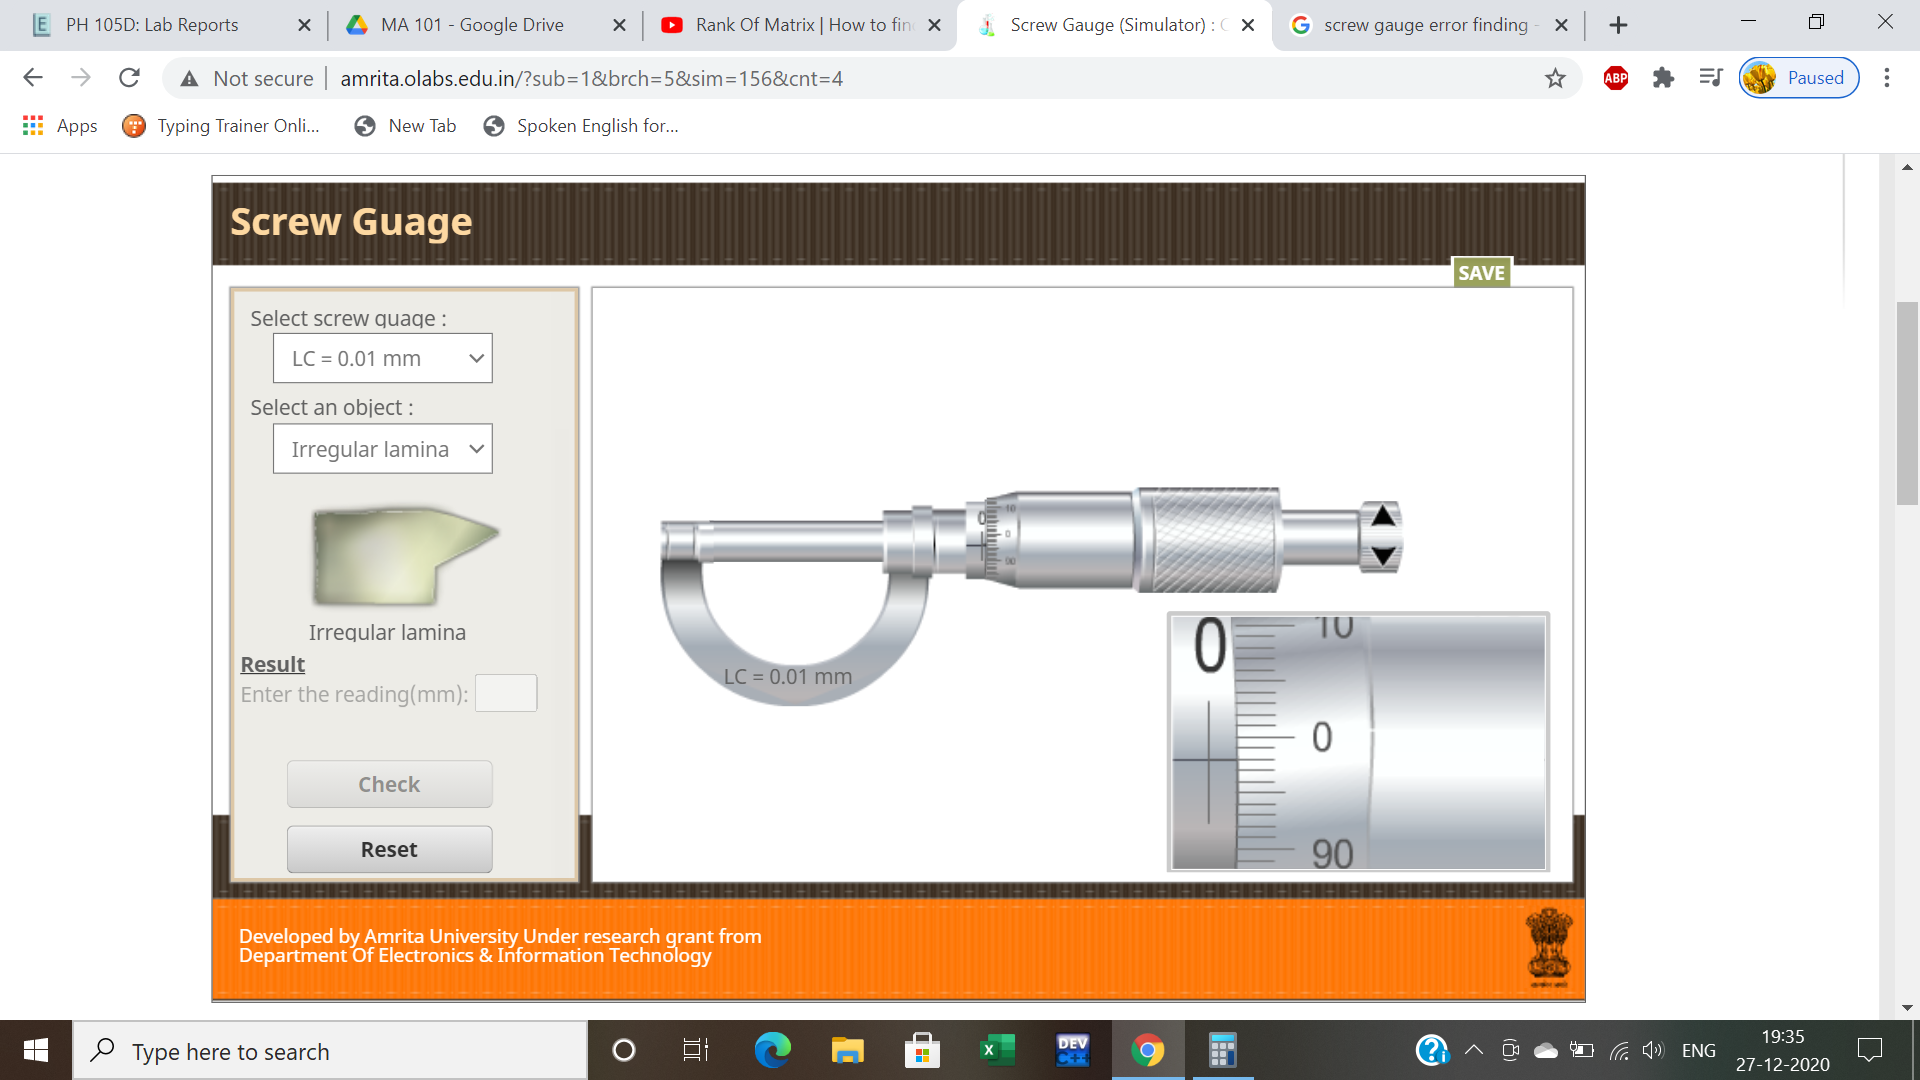 PH 105D: Lab Reports
MA 101 - Google Drive
Rank Of Matrix | How to fin
Screw Gauge (Simulator) :
screw gauge error finding -
Not secure
amrita.olabs.edu.in/?sub=1&brch=5&sim=156&cnt=4
ABP
Paused
Apps
Typing Trainer Onli...
New Tab
Spoken English for...
Screw Guage
SAVE
Select screw guage :
LC = 0.01 mm
Select an object :
Irregular lamina
Irregular lamina
Result
Enter the reading(mm):
Check
Reset
0
10
0
90
LC = 0.01 mm
0
10
0
90
Developed by Amrita University Under research grant from
Department Of Electronics & Information Technology
Type here to search
DEV
C++
ENG
19:35
27-12-2020